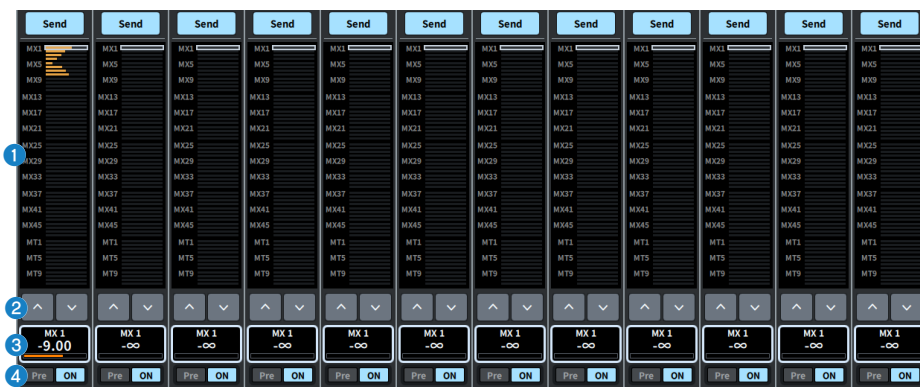 Send Send Send Send Send Send Send Send Send Send Send Send
MX1 MX1 MX1 MX1 MX1 MX1 MX1 MX1 MX1 MX1 MX1 MX1
MX5 MX5 MX5 MX5 MX5 MX5 MX5 MX5 MX5 MX5 MX5 MX5
MX9 MX9 MX9 MX9 MX9 MX9 MX9 MX9 MX9 MX9 MX9 MX9
MX13 MX13 MX13 MX13 MX13 MX13 MX13 MX13 MX13 MX13 MX13 MX13
MX17 MX17 MX17 MX17 MX17 MX17 MX17 MX17 MX17 MX17 MX17 MX17
MX21 MX21 MX21 MX21 MX21 MX21 MX21 MX21 MX21 MX21 MX21 MX21
MX25 MX25 MX25 MX25 MX25 MX25 MX25 MX25 MX25 MX25 MX25 MX25
1 MX29 MX29 MX29 MX29 MX29 MX29 MX29 MX29 MX29 MX29 MX29 MX29
MX33 MX33 MX33 MX33 MX33 MX33 MX33 MX33 MX33 MX33 MX33 MX33
MX37 MX37 MX37 MX37 MX37 MX37 MX37 MX37 MX37 MX37 MX37 MX37
MX41 MX41 MX41 MX41 MX41 MX41 MX41 MX41 MX41 MX41 MX41 MX41
MX45 MX45 MX45 MX45 MX45 MX45 MX45 MX45 MX45 MX45 MX45 MX45
MT1 MT1 MT1 MT1 MT1 MT1 MT1 MT1 MT1 MT1 MT1 MT1
MT5 MT5 MT5 MT5 MT5 MT5 MT5 MT5 MT5 MT5 MT5 MT5
MT9 MT9 MT9 MT9 MT9 MT9 MT9 MT9 MT9 MT9 MT9 MT9
2
MX 1 MX 1 MX 1 MX 1 MX 1 MX 1 MX 1 MX 1 MX 1 MX 1 MX 1 MX 1
3 -9.00 -∞ -∞ -∞ -∞ -∞ -∞ -∞ -∞ -∞ -∞ -∞
4 Pre ON Pre ON Pre ON Pre ON Pre ON Pre ON Pre ON Pre ON Pre ON Pre ON Pre ON Pre ON